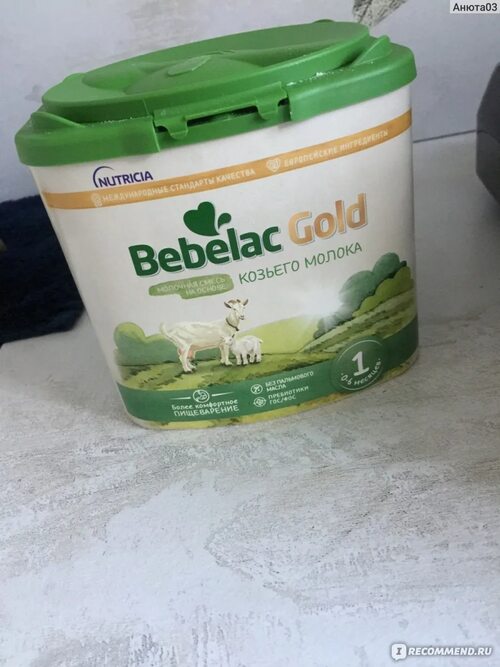 Анюта03
NUTRICIA
МЕЖДУНАРОДНЫЕ СТАНДАРТЫ КАЧЕСТВА
ЕВРОПЕЙСКИЕ ИНГРЕДИЕНТЫ
Bebelac Gold
МОЛОЧНАЯ СМЕСЬ
НА ОСНОВЕ
КОЗЬЕГО МОЛОКА
1
0-6 МЕСЯЦЕВ
Более комфортное
ПИЩЕВАРЕНИЕ
БЕЗ ПАЛЬМОВОГО
МАСЛА
ПРЕБИОТИКИ
ГОС/ФОС
I RECOMMEND.RU